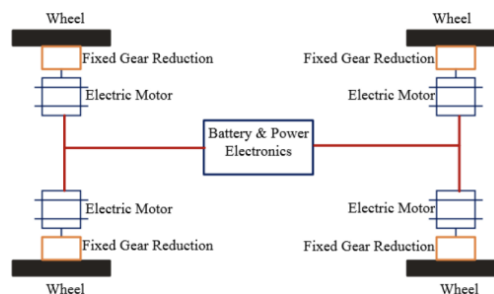 Wheel
Wheel
Fixed Gear Reduction
Fixed Gear Reduction
Electric Motor
Electric Motor
Battery & Power
Electronics
Electric Motor
Electric Motor
Fixed Gear Reduction
Fixed Gear Reduction
Wheel
Wheel